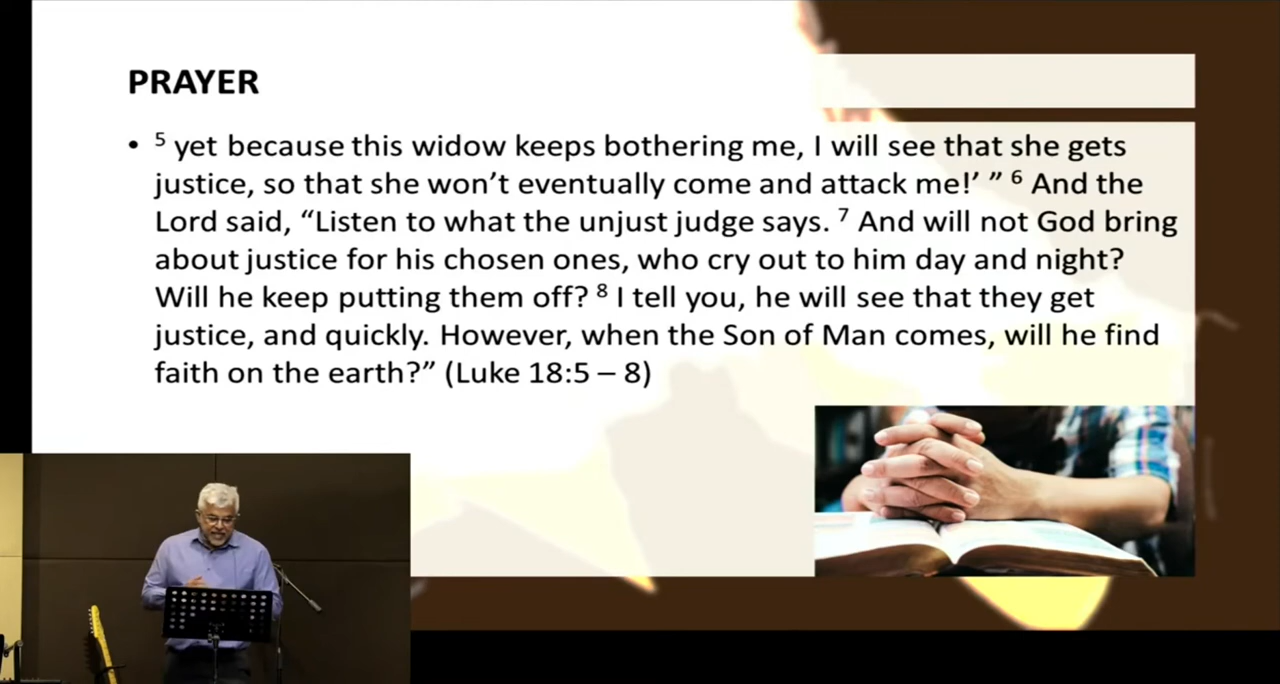 PRAYER
• ⁵ yet because this widow keeps bothering me, I will see that she gets
justice, so that she won’t eventually come and attack me!’ ” ⁶ And the
Lord said, “Listen to what the unjust judge says. ⁷ And will not God bring
about justice for his chosen ones, who cry out to him day and night?
Will he keep putting them off? ⁸ I tell you, he will see that they get
justice, and quickly. However, when the Son of Man comes, will he find
faith on the earth?” (Luke 18:5 – 8)